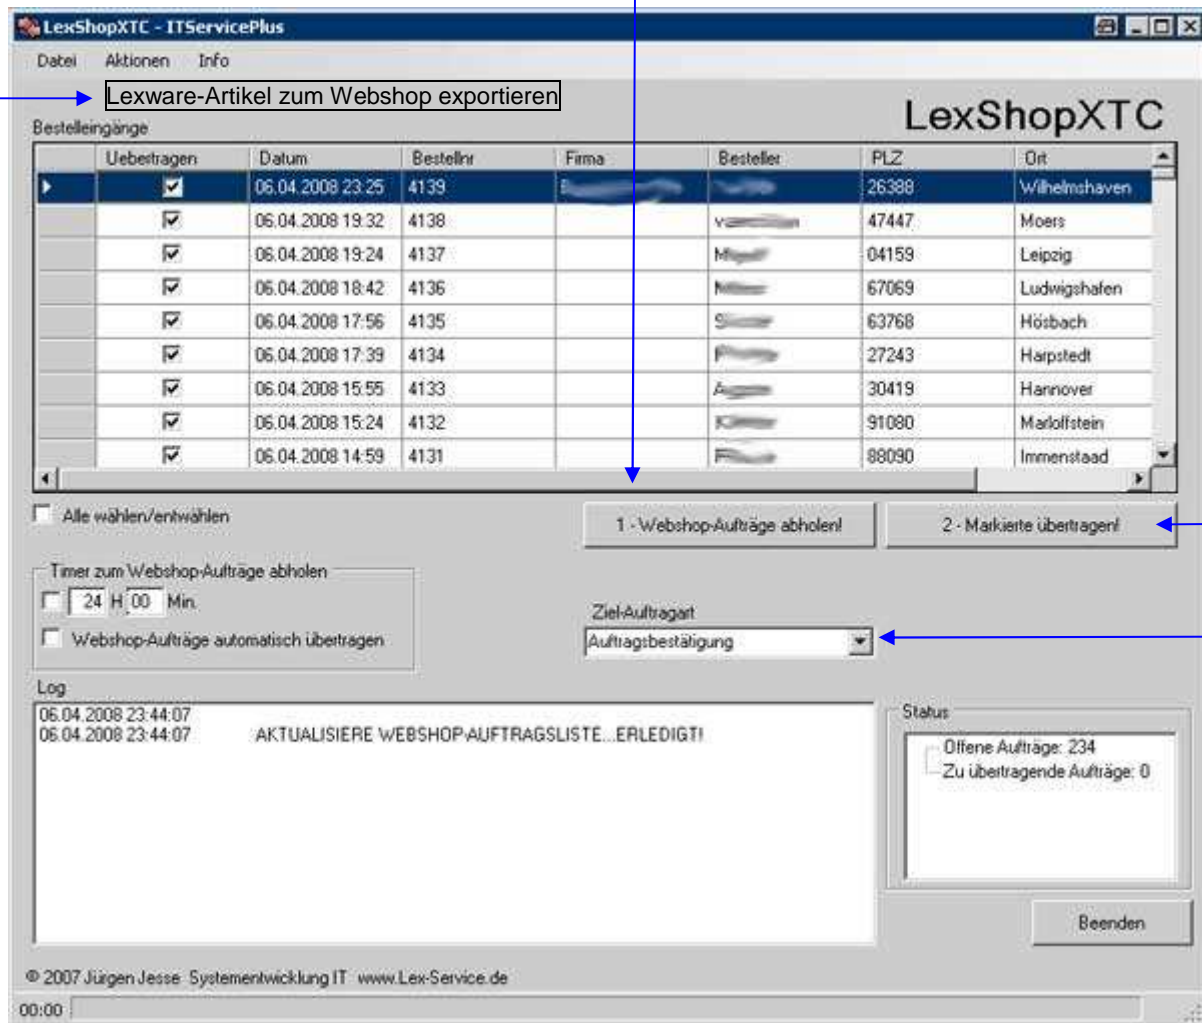 LexShopXTC - ITServicePlus
Datei Aktionen Info
Lexware-Artikel zum Webshop exportieren
LexShopXTC
Bestelleingänge
Uebertragen Datum Bestellnr Firma Besteller PLZ Ort
06.04.2008 23:25 4139 26388 Wilhelmshaven
06.04.2008 19:32 4138 47447 Moers
06.04.2008 19:24 4137 04159 Leipzig
06.04.2008 18:42 4136 67069 Ludwigshafen
06.04.2008 17:56 4135 63768 Hösbach
06.04.2008 17:39 4134 27243 Harpstedt
06.04.2008 15:55 4133 30419 Hannover
06.04.2008 15:24 4132 91080 Marloffstein
06.04.2008 14:59 4131 88090 Immenstaad
Alle wählen/entwählen
1 - Webshop-Aufträge abholen!
2 - Markierte übertragen!
Timer zum Webshop-Aufträge abholen
24 H 00 Min.
Webshop-Aufträge automatisch übertragen
Ziel-Auftragart
Auftragsbestätigung
Log
06.04.2008 23:44:07
06.04.2008 23:44:07 AKTUALISIERE WEBSHOP-AUFTRAGSLISTE...ERLEDIGT!
Status
Offene Aufträge: 234
Zu übertragende Aufträge: 0
Beenden
© 2007 Jürgen Jesse Systementwicklung IT www.Lex-Service.de
00:00